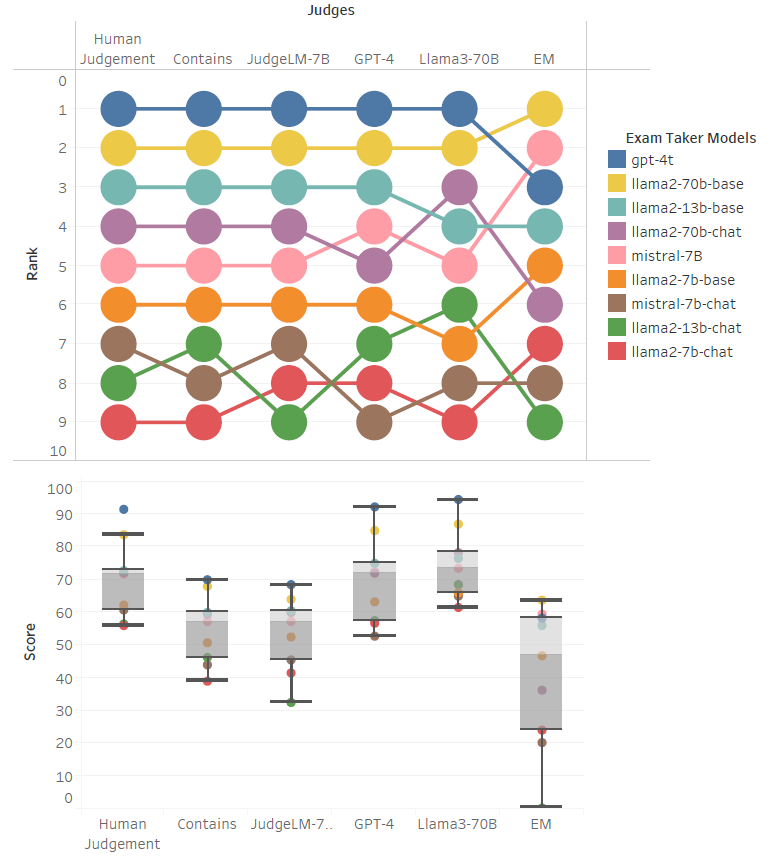 Judges
Human
Judgement Contains JudgeLM-7B GPT-4 Llama3-70B EM
0
1
2
3
4
5
6
7
8
9
10
Rank
Exam Taker Models
gpt-4t
llama2-70b-base
llama2-13b-base
llama2-70b-chat
mistral-7B
llama2-7b-base
mistral-7b-chat
llama2-13b-chat
llama2-7b-chat
100
90
80
70
60
50
40
30
20
10
0
Score
Human
Judgement Contains JudgeLM-7.. GPT-4 Llama3-70B EM